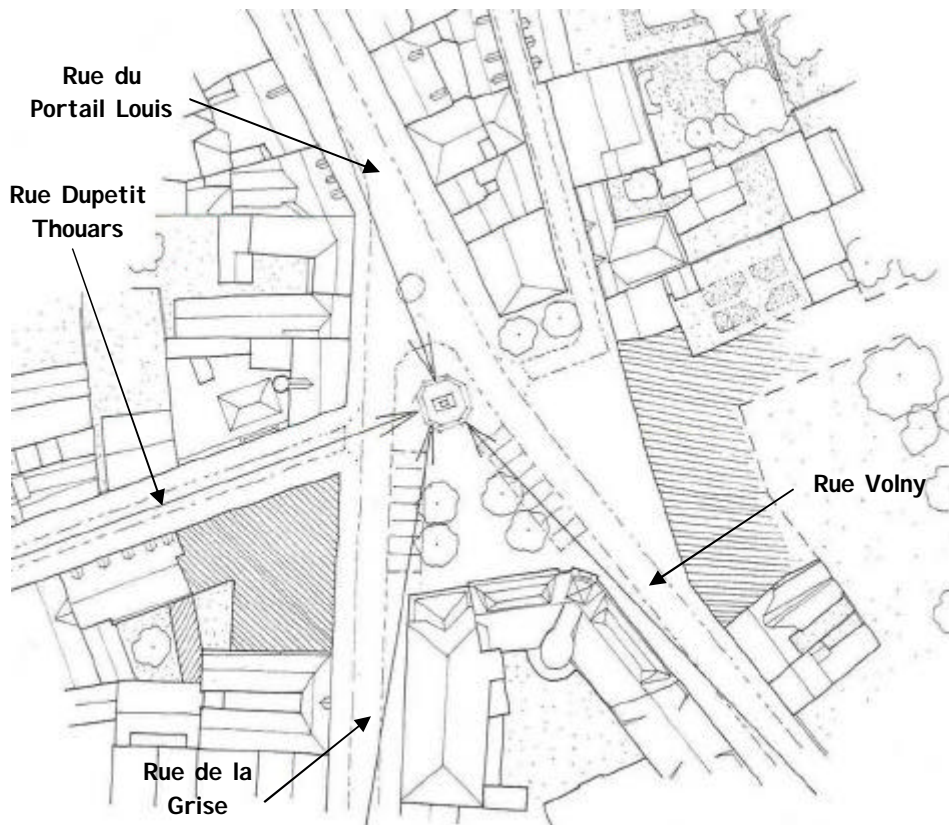 Rue du
Portail Louis
Rue Dupetit
Thouars
Rue Volny
Rue de la
Grise